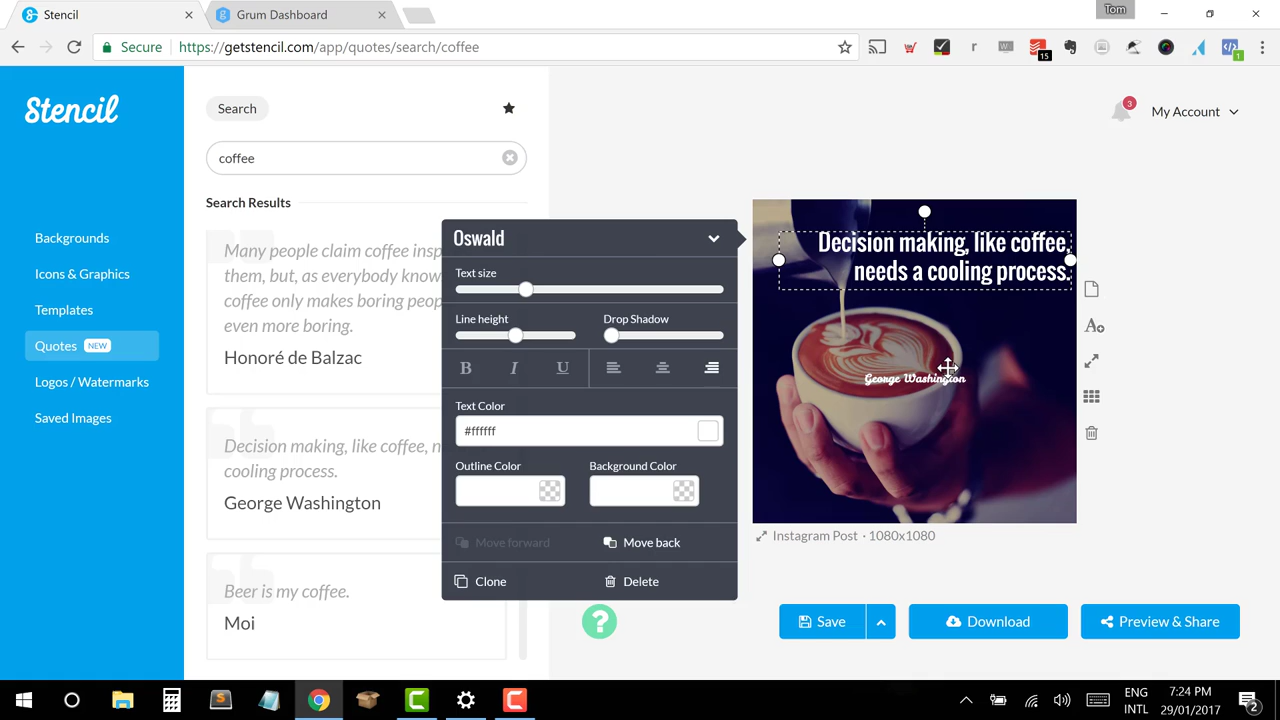 Stencil
Grum Dashboard
Tom
Secure
https://getstencil.com/app/quotes/search/coffee
15
1
Stencil
Backgrounds
Icons & Graphics
Templates
Quotes NEW
Logos / Watermarks
Saved Images
Search
coffee
Search Results
Many people claim coffee insp
them, but, as everybody know
coffee only makes boring peop
even more boring.
Honoré de Balzac
Decision making, like coffee, n
cooling process.
George Washington
Beer is my coffee.
Moi
Oswald
Text size
Line height
Drop Shadow
B I U
Text Color
#ffffff
Outline Color
Background Color
Move forward
Move back
Clone
Delete
3
My Account
Decision making, like coffee,
needs a cooling process.
George Washington
Instagram Post · 1080x1080
?
Save
Download
Preview & Share
ENG
INTL
7:24 PM
29/01/2017
2